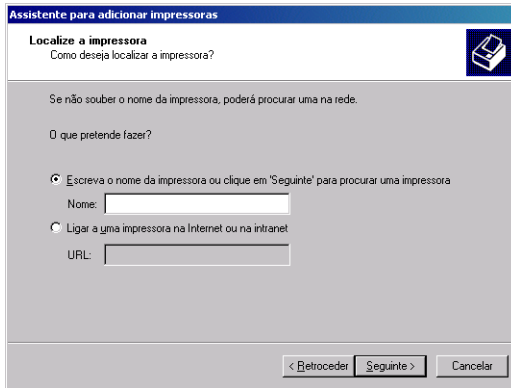 Assistente para adicionar impressoras
Localize a impressora
Como deseja localizar a impressora?
Se não souber o nome da impressora, poderá procurar uma na rede.
O que pretende fazer?
Escreva o nome da impressora ou clique em 'Seguinte' para procurar uma impressora
Nome:
Ligar a uma impressora na Internet ou na intranet
URL:
< Retroceder Seguinte > Cancelar